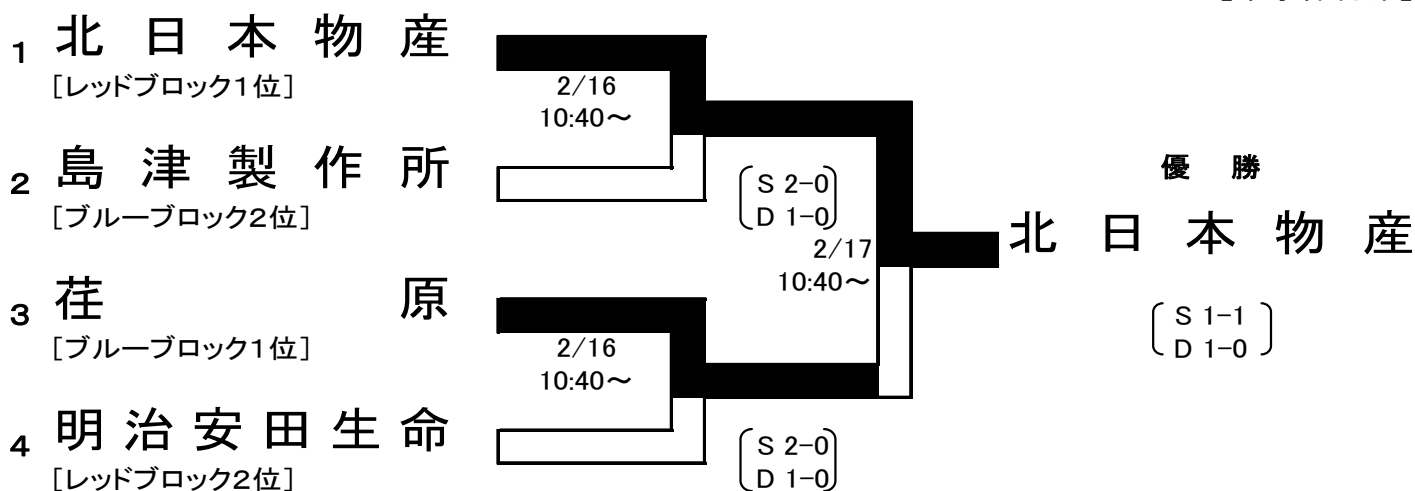 1 北日本物産
[レッドブロック1位]
2/16
10:40～
2 島津製作所
[ブルーブロック2位]
S 2-0
D 1-0
2/17
10:40～
優勝
北日本物産
S 1-1
D 1-0
3 荏原
[ブルーブロック1位]
2/16
10:40～
4 明治安田生命
[レッドブロック2位]
S 2-0
D 1-0